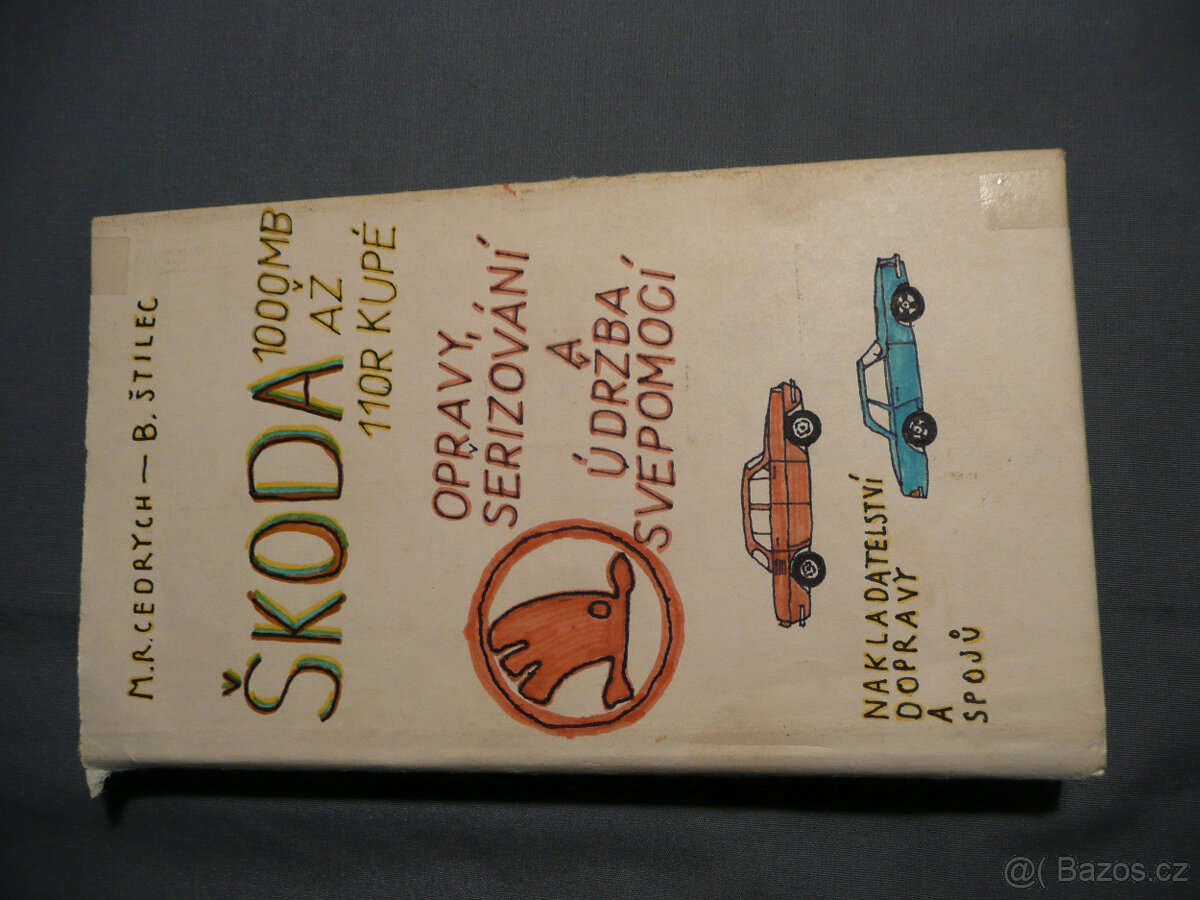 M.R.CEDRYCH — B. ŠTILEC
ŠKODA 1000MB
AŽ
110R KUPÉ
OPRAVY,
SEŘIZOVÁNÍ
A
ÚDRŽBA
SVÉPOMOCÍ
NAKLADATELSTVÍ
DOPRAVY
A
SPOJŮ
@( Bazos.cz